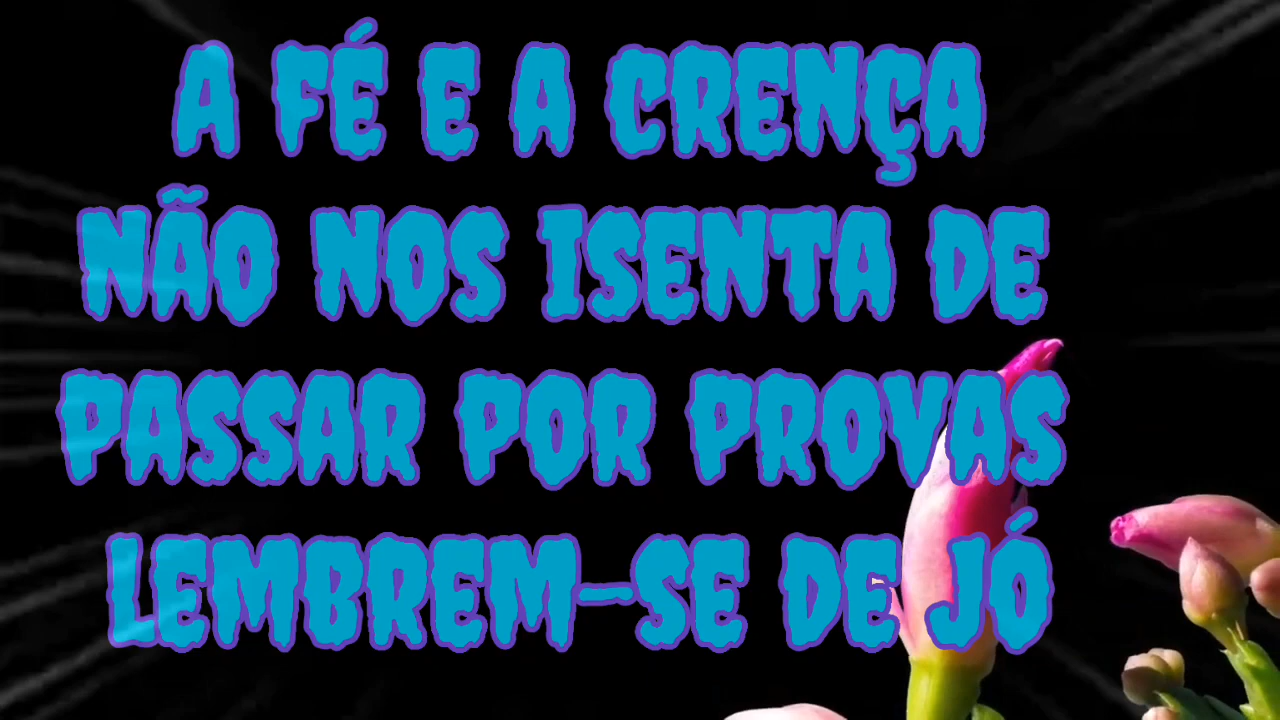 A FÉ E A CRENÇA
NÃO NOS ISENTA DE
PASSAR POR PROVAS
LEMBREM-SE DE JÓ